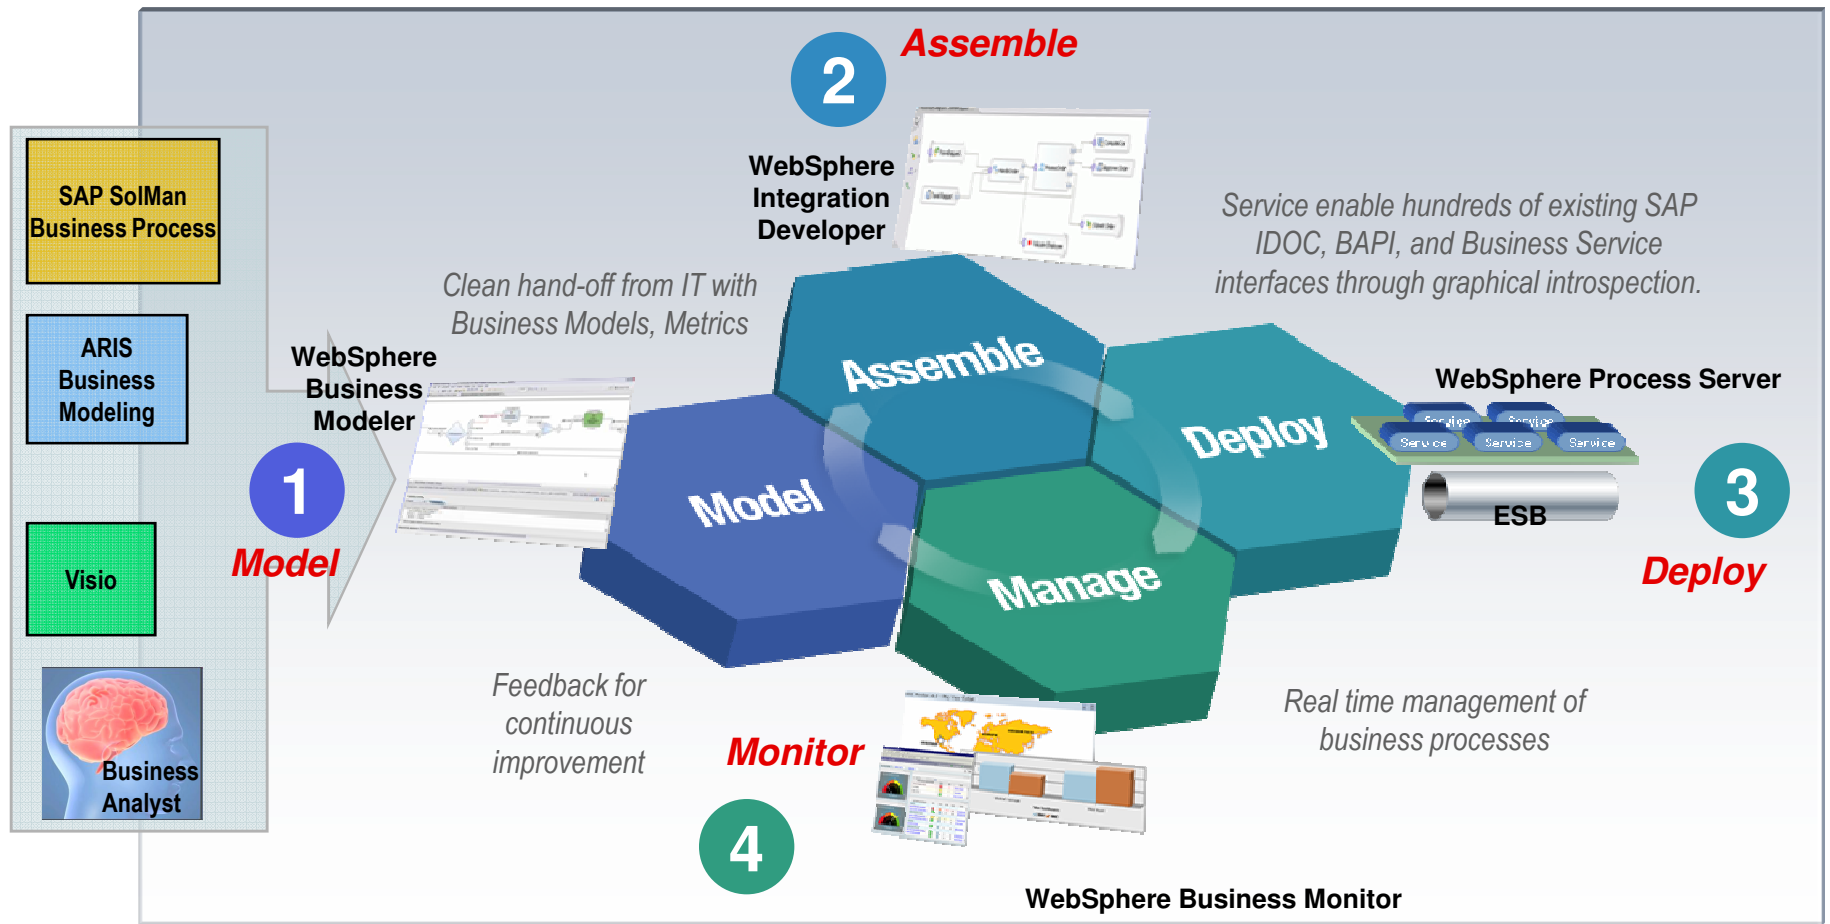 2
Assemble
SAP SolMan
Business Process
ARIS
Business
Modeling
Visio
Business
Analyst
WebSphere
Integration
Developer
Service enable hundreds of existing SAP
IDOC, BAPI, and Business Service
interfaces through graphical introspection.
Clean hand-off from IT with
Business Models, Metrics
WebSphere
Business
Modeler
1
Model
Assemble
Deploy
Model
Manage
WebSphere Process Server
Service
Service
Service
Service
Service
ESB
3
Deploy
Feedback for
continuous
improvement
Monitor
4
Real time management of
business processes
WebSphere Business Monitor